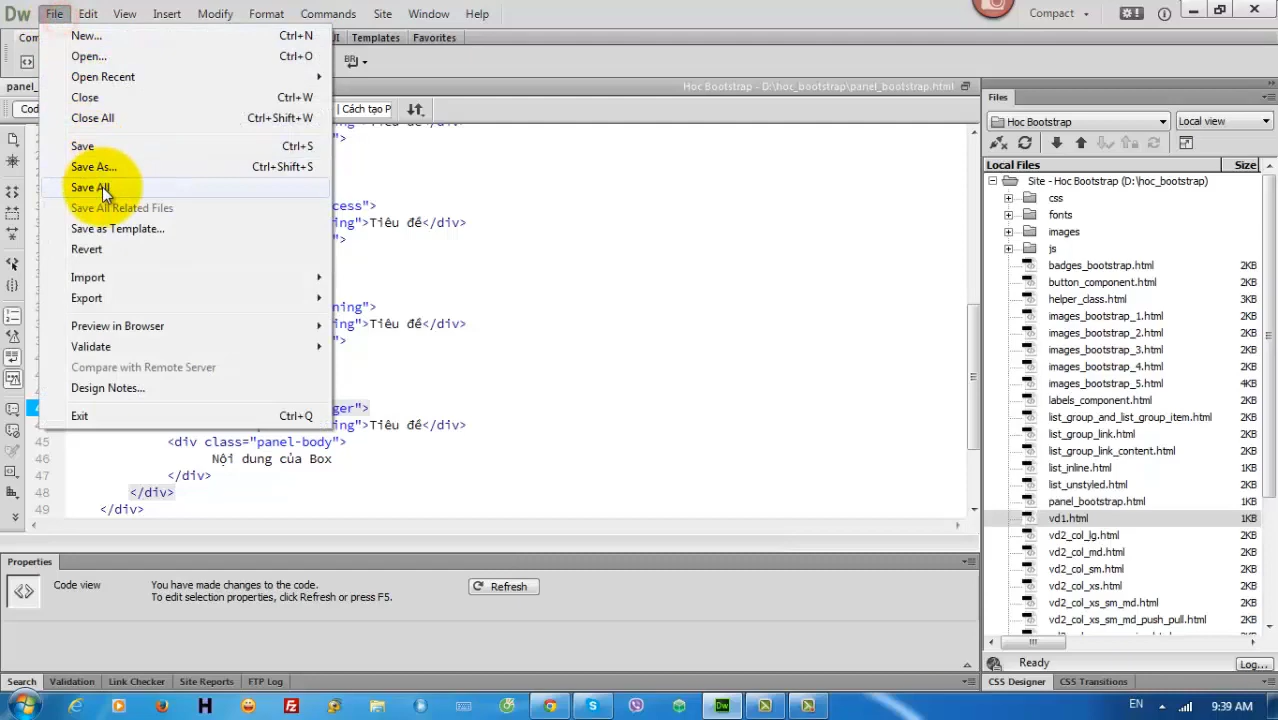 Dw File Edit View Insert Modify Format Commands Site Window Help Compact
Templates Favorites
New... Ctrl+N
Open... Ctrl+O
Open Recent
Close Ctrl+W
Close All Ctrl+Shift+W
Save Ctrl+S
Save As... Ctrl+Shift+S
Save All
Save All Related Files
Save as Template...
Revert
Import
Export
Preview in Browser
Validate
Compare with Remote Server
Design Notes...
Exit Ctrl+Q
Hoc Bootstrap - D:\hoc_bootstrap\panel_bootstrap.html
Cách tạo P
">
cess">
ng">Tiêu đề</div>
">
ning">
ng">Tiêu đề</div>
">
ger">
ng">Tiêu đề</div>
45 <div class="panel-body">
46 Nội dung của Box
47 </div>
48 </div>
49 </div>
Properties
Code view
You have made changes to the code.
To edit selection properties, click Refresh or press F5.
Refresh
Search Validation Link Checker Site Reports FTP Log
Files
Hoc Bootstrap Local view
Local Files Size
Site - Hoc Bootstrap (D:\hoc_bootstrap)
css
fonts
images
js
badges_bootstrap.html 2KB
button_component.html 2KB
helper_class.html 2KB
images_bootstrap_1.html 2KB
images_bootstrap_2.html 2KB
images_bootstrap_3.html 2KB
images_bootstrap_4.html 2KB
images_bootstrap_5.html 4KB
labels_component.html 2KB
list_group_and_list_group_item.html 2KB
list_group_link.html 2KB
list_group_link_content.html 2KB
list_inline.html 2KB
list_unstyled.html 2KB
panel_bootstrap.html 1KB
vd1.html 1KB
vd2_col_lg.html 2KB
vd2_col_md.html 2KB
vd2_col_sm.html 2KB
vd2_col_xs.html 2KB
vd2_col_xs_sm_md.html 1KB
vd2_col_xs_sm_md_push_pull.html 1KB
Ready Log...
CSS Designer CSS Transitions
EN 9:39 AM